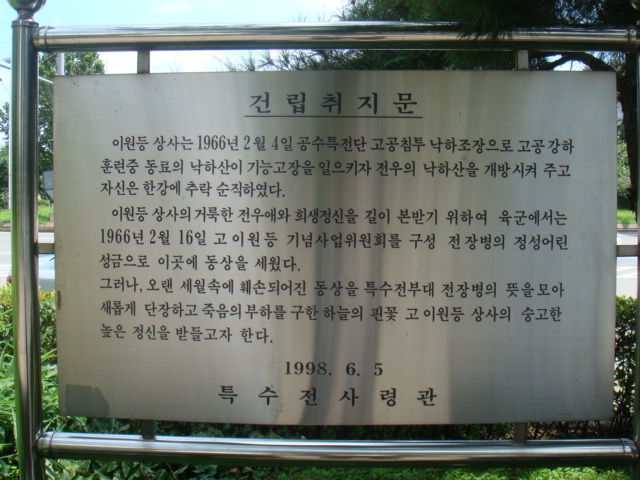 건립취지문
이원등 상사는 1966년 2월 4일 공수특전단 고공침투 낙하조장으로 고공강하
훈련중 동료의 낙하산이 기능고장을 일으키자 전우의 낙하산을 개방시켜 주고
자신은 한강에 추락 순직하였다.
이원등 상사의 거룩한 전우애와 희생정신을 길이 본받기 위하여 육군에서는
1966년 2월 16일 고 이원등 기념사업위원회를 구성 전장병의 정성어린
성금으로 이곳에 동상을 세웠다.
그러나, 오랜 세월속에 훼손되어진 동상을 특수전부대 전장병의 뜻을 모아
새롭게 단장하고 죽음의 부하를 구한 하늘의 핀꽃 고 이원등 상사의 숭고한
높은 정신을 받들고자 한다.
1998. 6. 5
특수전사령관